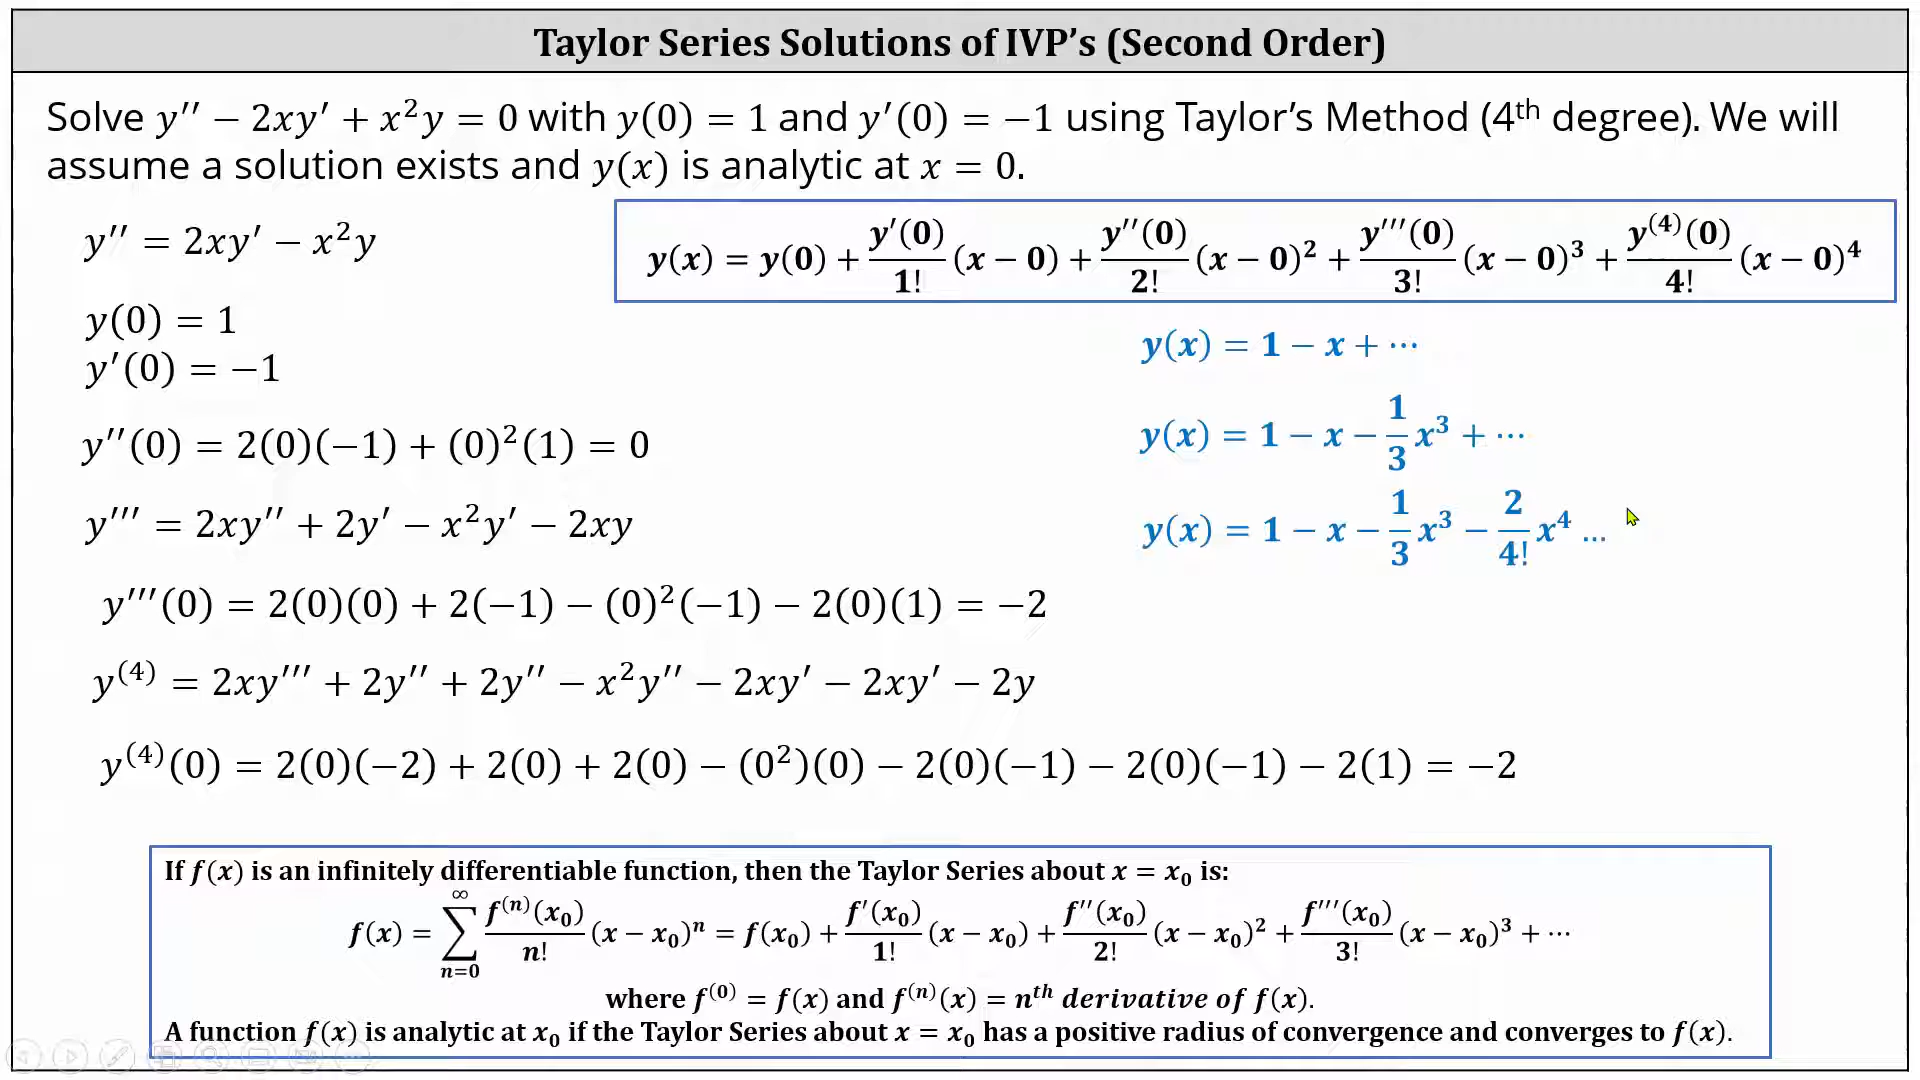 Taylor Series Solutions of IVP's (Second Order)
Solve y′′ − 2xy′ + x²y = 0 with y(0) = 1 and y′(0) = −1 using Taylor's Method (4th degree). We will
assume a solution exists and y(x) is analytic at x = 0.
y′′ = 2xy′ − x²y
y(x) = y(0) + y′(0)/1! (x − 0) + y′′(0)/2! (x − 0)² + y′′′(0)/3! (x − 0)³ + y⁽⁴⁾(0)/4! (x − 0)⁴
y(0) = 1
y′(0) = −1
y(x) = 1 − x + ⋯
y′′(0) = 2(0)(−1) + (0)²(1) = 0
y(x) = 1 − x − 1/3 x³ + ⋯
y′′′ = 2xy′′ + 2y′ − x²y′ − 2xy
y(x) = 1 − x − 1/3 x³ − 2/4! x⁴ …
y′′′(0) = 2(0)(0) + 2(−1) − (0)²(−1) − 2(0)(1) = −2
y⁽⁴⁾ = 2xy′′′ + 2y′′ + 2y′′ − x²y′′ − 2xy′ − 2xy′ − 2y
y⁽⁴⁾(0) = 2(0)(−2) + 2(0) + 2(0) − (0²)(0) − 2(0)(−1) − 2(0)(−1) − 2(1) = −2
If f(x) is an infinitely differentiable function, then the Taylor Series about x = x₀ is:
f(x) = ∑_{n=0}^{∞} f⁽ⁿ⁾(x₀)/n! (x − x₀)ⁿ = f(x₀) + f′(x₀)/1! (x − x₀) + f′′(x₀)/2! (x − x₀)² + f′′′(x₀)/3! (x − x₀)³ + ⋯
where f⁽⁰⁾ = f(x) and f⁽ⁿ⁾(x) = nᵗʰ derivative of f(x).
A function f(x) is analytic at x₀ if the Taylor Series about x = x₀ has a positive radius of convergence and converges to f(x).